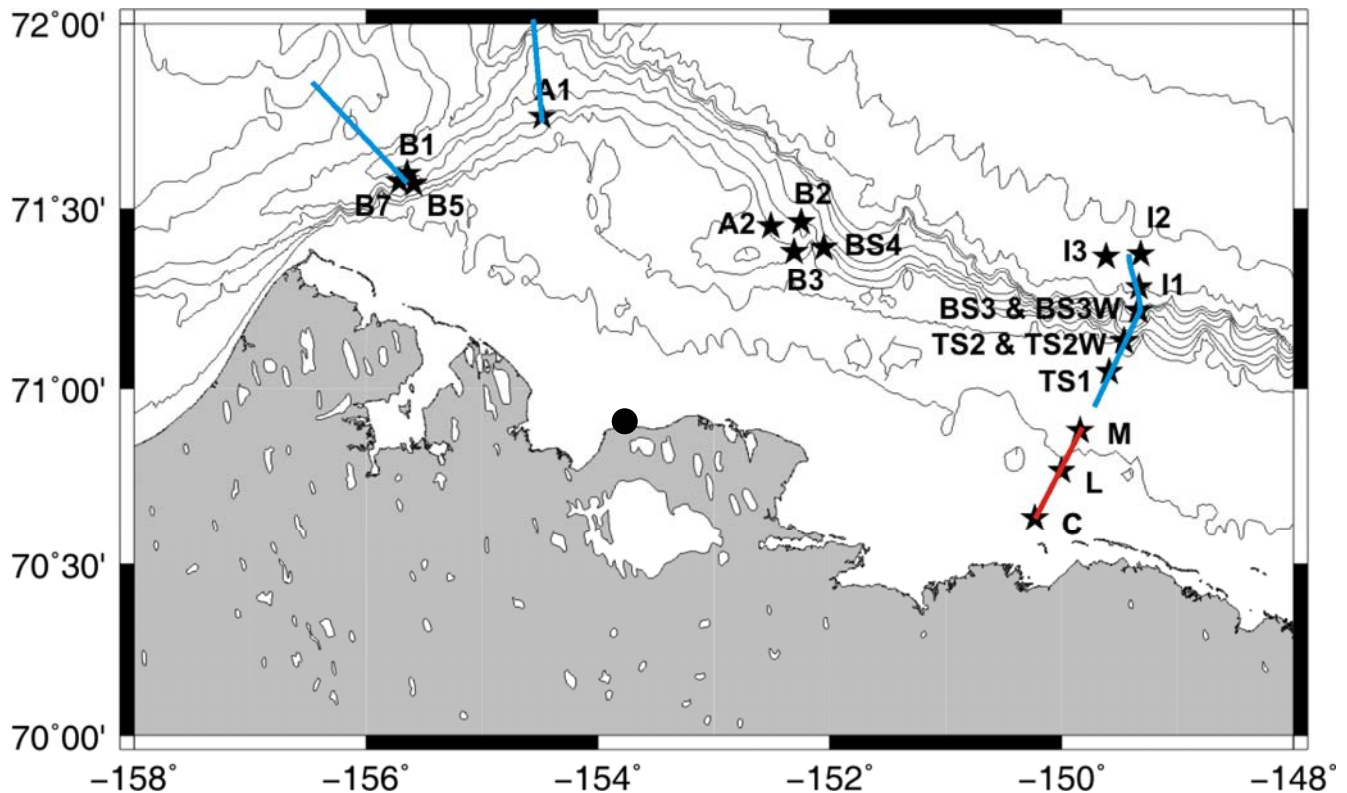 72°00'
A1
B1
B7
B5
71°30'
B2
A2
BS4
B3
I2
I3
I1
BS3 & BS3W
TS2 & TS2W
TS1
71°00'
M
L
C
70°30'
70°00'
−158°
−156°
−154°
−152°
−150°
−148°